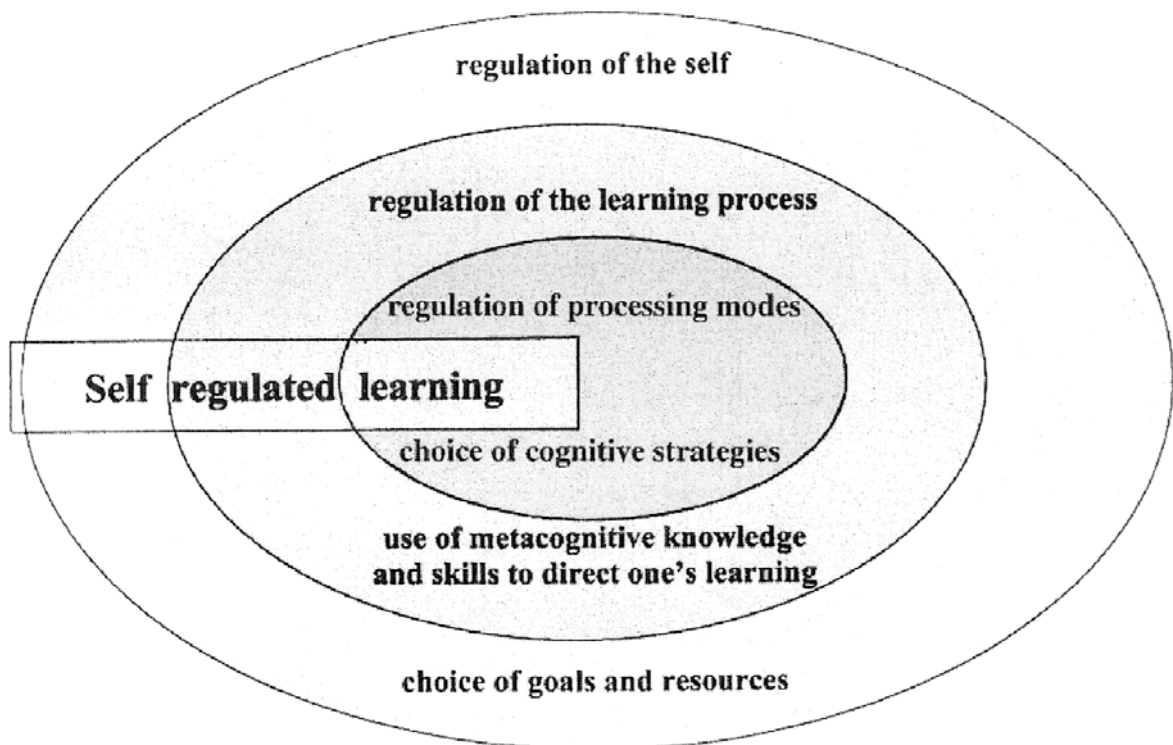 regulation of the self
regulation of the learning process
regulation of processing modes
Self regulated learning
choice of cognitive strategies
use of metacognitive knowledge
and skills to direct one's learning
choice of goals and resources